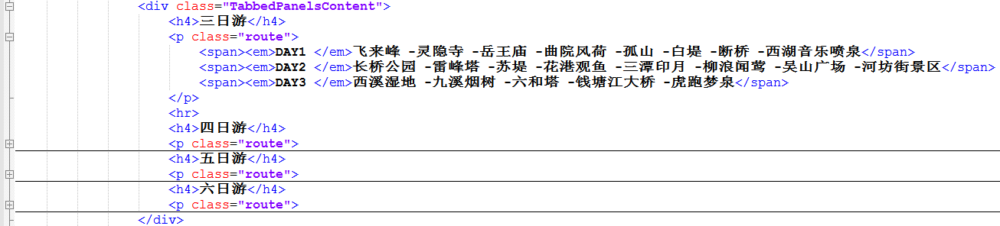 <div class="TabbedPanelsContent">
<h4>三日游</h4>
<p class="route">
<span><em>DAY1 </em>飞来峰 -灵隐寺 -岳王庙 -曲院风荷 -孤山 -白堤 -断桥 -西湖音乐喷泉</span>
<span><em>DAY2 </em>长桥公园 -雷峰塔 -苏堤 -花港观鱼 -三潭印月 -柳浪闻莺 -吴山广场 -河坊街景区</span>
<span><em>DAY3 </em>西溪湿地 -九溪烟树 -六和塔 -钱塘江大桥 -虎跑梦泉</span>
</p>
<hr>
<h4>四日游</h4>
<p class="route">
<h4>五日游</h4>
<p class="route">
<h4>六日游</h4>
<p class="route">
</div>